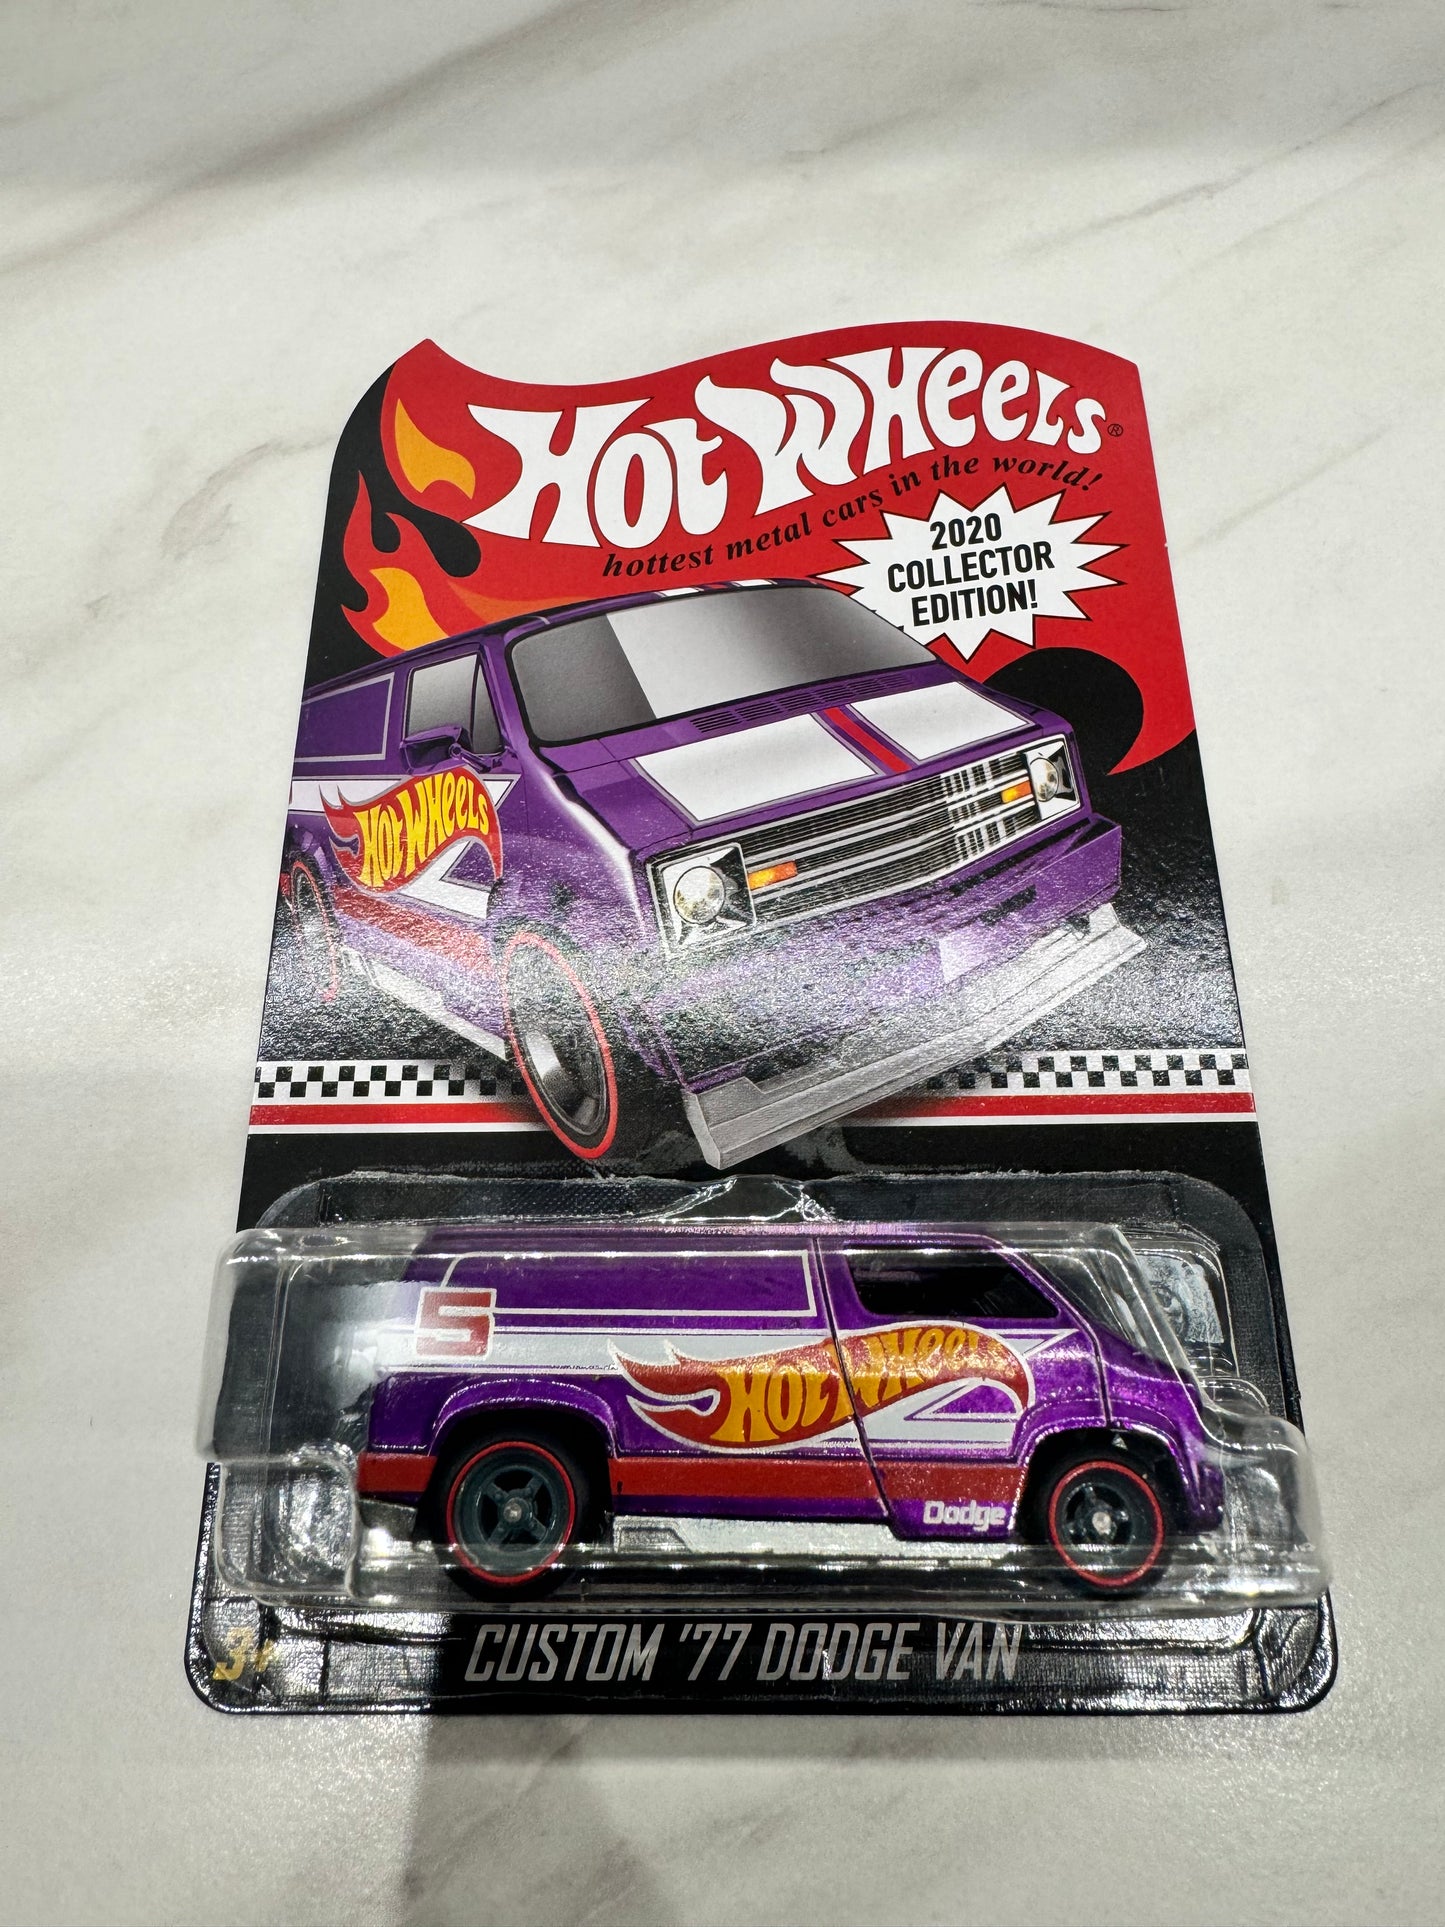 HOT WHEELS®
hottest metal cars in the world!
2020
COLLECTOR
EDITION!
HOT WHEELS
5
HOT WHEELS
Dodge
3+
CUSTOM '77 DODGE VAN